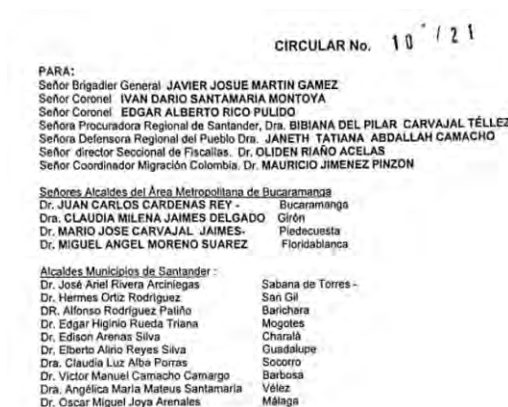 CIRCULAR No. 10 / 21
PARA:
Señor Brigadier General JAVIER JOSUE MARTIN GAMEZ
Señor Coronel IVAN DARIO SANTAMARIA MONTOYA
Señor Coronel EDGAR ALBERTO RICO PULIDO
Señora Procuradora Regional de Santander, Dra. BIBIANA DEL PILAR CARVAJAL TÉLLEZ
Señora Defensora Regional del Pueblo Dra. JANETH TATIANA ABDALLAH CAMACHO
Señor director Seccional de Fiscalías. Dr. OLIDEN RIAÑO ACELAS
Señor Coordinador Migración Colombia. Dr. MAURICIO JIMENEZ PINZON
Señores Alcaldes del Área Metropolitana de Bucaramanga
Dr. JUAN CARLOS CARDENAS REY - Bucaramanga
Dra. CLAUDIA MILENA JAIMES DELGADO Girón
Dr. MARIO JOSE CARVAJAL JAIMES- Piedecuesta
Dr. MIGUEL ANGEL MORENO SUAREZ Floridablanca
Alcaldes Municipios de Santander :
Dr. José Ariel Rivera Arciniegas Sabana de Torres -
Dr. Hermes Ortiz Rodríguez San Gil
DR. Alfonso Rodríguez Patiño Barichara
Dr. Edgar Higinio Rueda Triana Mogotes
Dr. Edison Arenas Silva Charalá
Dr. Elberto Alirio Reyes Silva Guadalupe
Dra. Claudia Luz Alba Porras Socorro
Dr. Victor Manuel Camacho Camargo Barbosa
Dra. Angélica María Mateus Santamaría Vélez
Dr. Oscar Miguel Joya Arenales Málaga